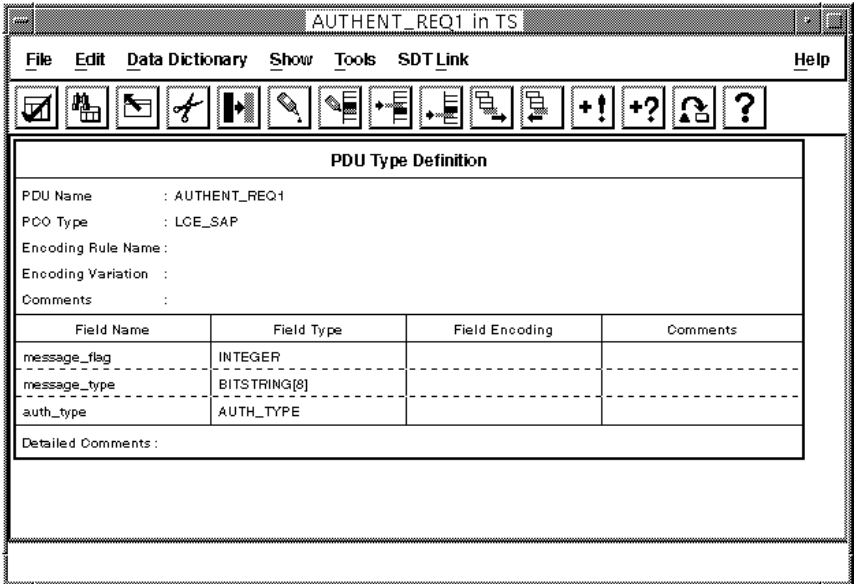 AUTHENT_REQ1 in TS
File Edit Data Dictionary Show Tools SDT Link Help
+! +? ?
PDU Type Definition
PDU Name : AUTHENT_REQ1
PCO Type : LCE_SAP
Encoding Rule Name :
Encoding Variation :
Comments :
Field Name Field Type Field Encoding Comments
message_flag INTEGER
message_type BITSTRING[8]
auth_type AUTH_TYPE
Detailed Comments :